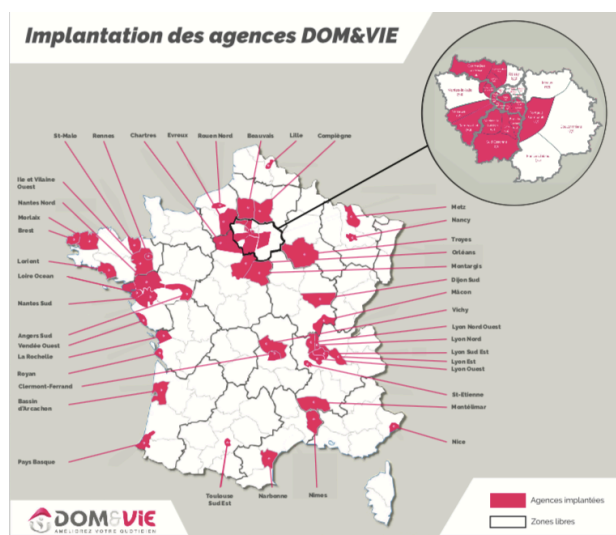 Implantation des agences DOM&VIE
St-Malo
Rennes
Chartres
Evreux
Rouen Nord
Beauvais
Lille
Compiègne
Ile et Vilaine
Ouest
Nantes Nord
Morlaix
Brest
Lorient
Loire Ocean
Nantes Sud
Angers Sud
Vendée Ouest
La Rochelle
Royan
Clermont-Ferrand
Bassin
d'Arcachon
Pays Basque
Toulouse
Sud Est
Narbonne
Nimes
Metz
Nancy
Troyes
Orléans
Montargis
Dijon Sud
Mâcon
Vichy
Lyon Nord Ouest
Lyon Nord
Lyon Sud Est
Lyon Est
Lyon Ouest
St-Etienne
Montélimar
Nice
Agences implantées
Zones libres
DOM&ViE
AMÉLIOREZ VOTRE QUOTIDIEN